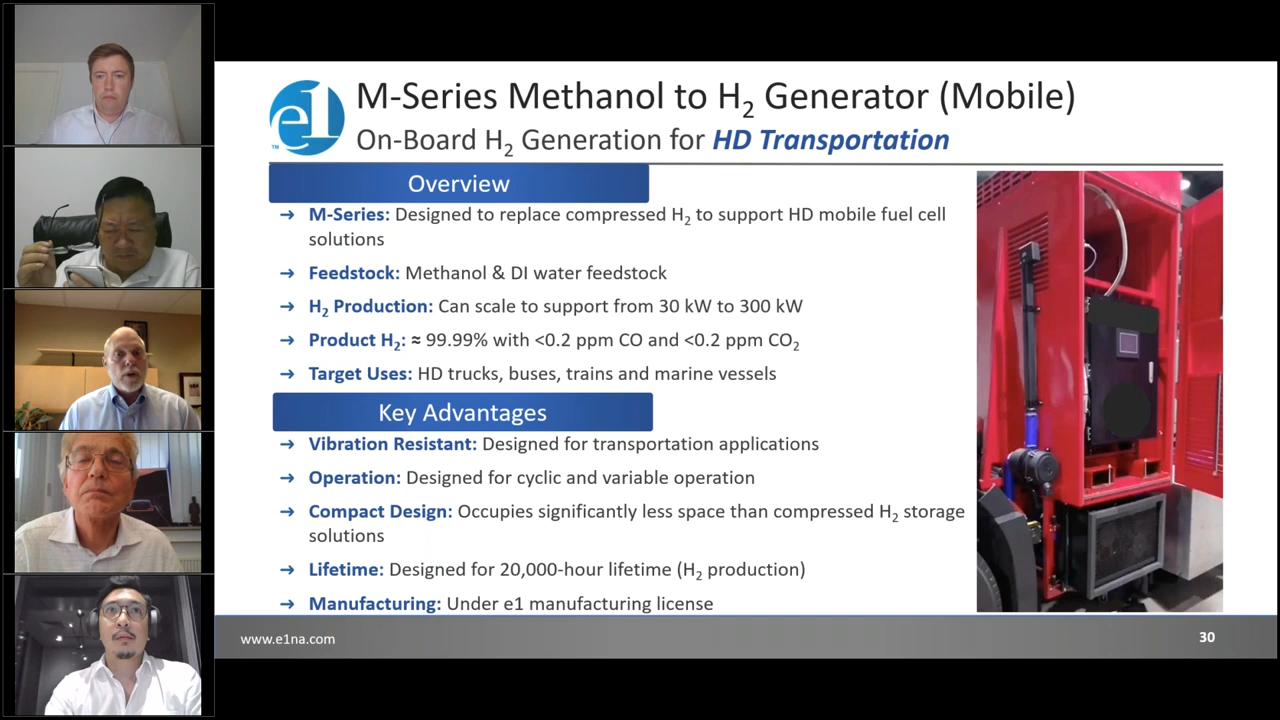 e1
TM
M-Series Methanol to H₂ Generator (Mobile)
On-Board H₂ Generation for HD Transportation
Overview
→ M-Series: Designed to replace compressed H₂ to support HD mobile fuel cell
solutions
→ Feedstock: Methanol & DI water feedstock
→ H₂ Production: Can scale to support from 30 kW to 300 kW
→ Product H₂: ≈ 99.99% with <0.2 ppm CO and <0.2 ppm CO₂
→ Target Uses: HD trucks, buses, trains and marine vessels
Key Advantages
→ Vibration Resistant: Designed for transportation applications
→ Operation: Designed for cyclic and variable operation
→ Compact Design: Occupies significantly less space than compressed H₂ storage
solutions
→ Lifetime: Designed for 20,000-hour lifetime (H₂ production)
→ Manufacturing: Under e1 manufacturing license
www.e1na.com
30